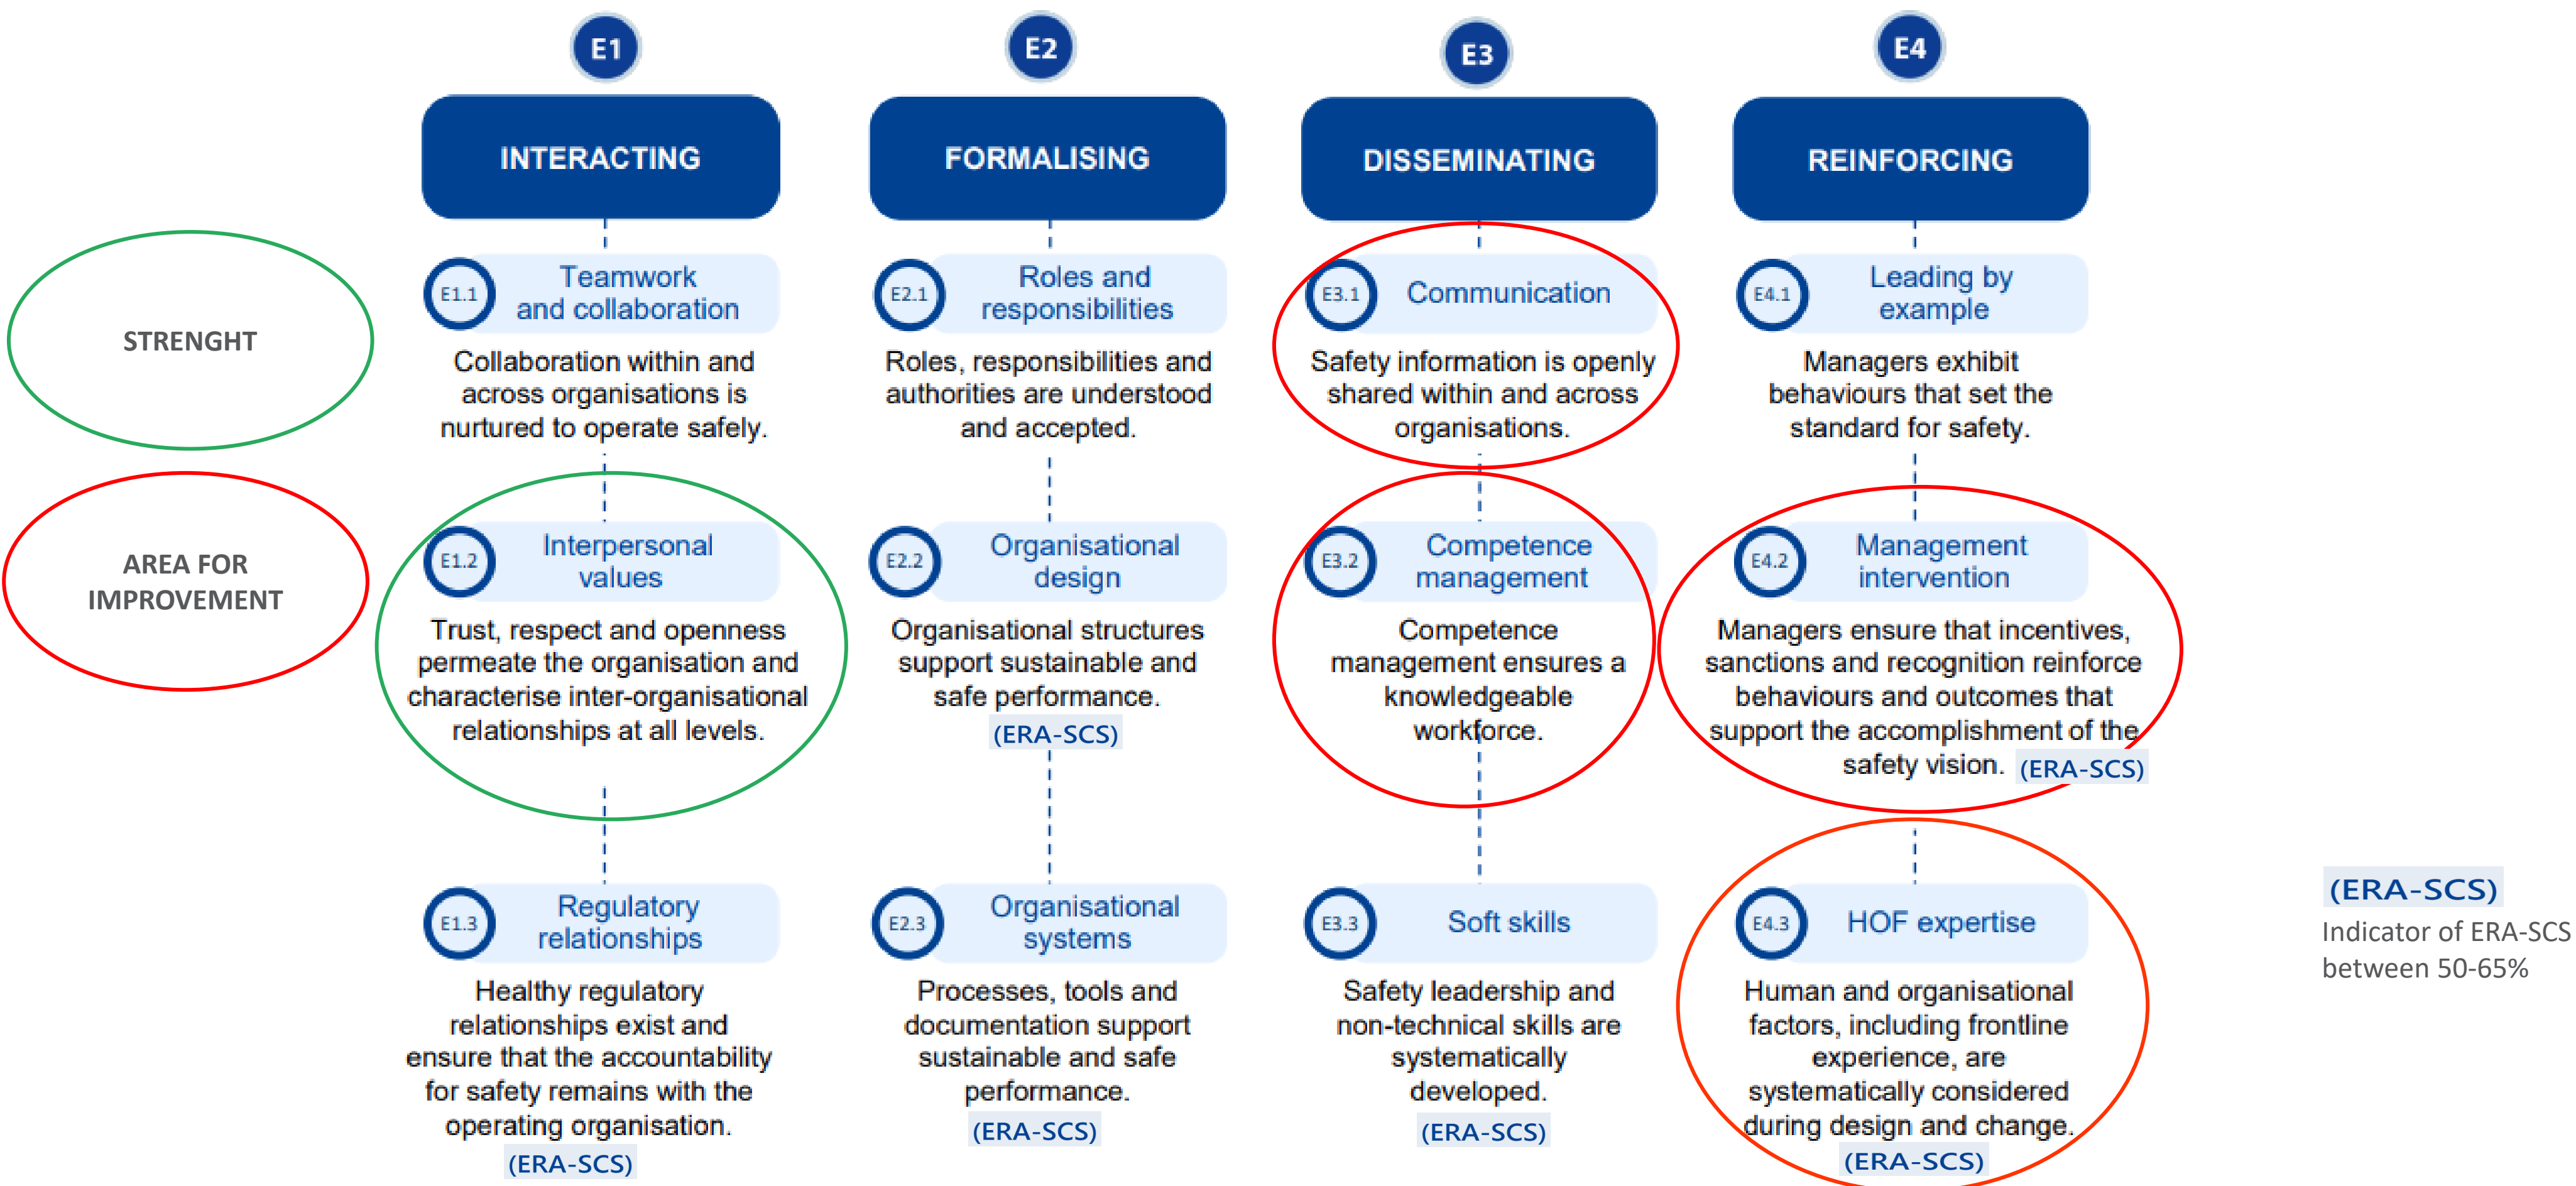 E1
INTERACTING
E1.1
Teamwork
and collaboration
Collaboration within and
across organisations is
nurtured to operate safely.
E1.2
Interpersonal
values
Trust, respect and openness
permeate the organisation and
characterise inter-organisational
relationships at all levels.
E1.3
Regulatory
relationships
Healthy regulatory
relationships exist and
ensure that the accountability
for safety remains with the
operating organisation.
(ERA-SCS)
E2
FORMALISING
E2.1
Roles and
responsibilities
Roles, responsibilities and
authorities are understood
and accepted.
E2.2
Organisational
design
Organisational structures
support sustainable and
safe performance.
(ERA-SCS)
E2.3
Organisational
systems
Processes, tools and
documentation support
sustainable and safe
performance.
(ERA-SCS)
E3
DISSEMINATING
E3.1
Communication
Safety information is openly
shared within and across
organisations.
E3.2
Competence
management
Competence
management ensures a
knowledgeable
workforce.
E3.3
Soft skills
Safety leadership and
non-technical skills are
systematically
developed.
(ERA-SCS)
E4
REINFORCING
E4.1
Leading by
example
Managers exhibit
behaviours that set the
standard for safety.
E4.2
Management
intervention
Managers ensure that incentives,
sanctions and recognition reinforce
behaviours and outcomes that
support the accomplishment of the
safety vision. (ERA-SCS)
E4.3
HOF expertise
Human and organisational
factors, including frontline
experience, are
systematically considered
during design and change.
(ERA-SCS)
STRENGHT
AREA FOR
IMPROVEMENT
(ERA-SCS)
Indicator of ERA-SCS
between 50-65%